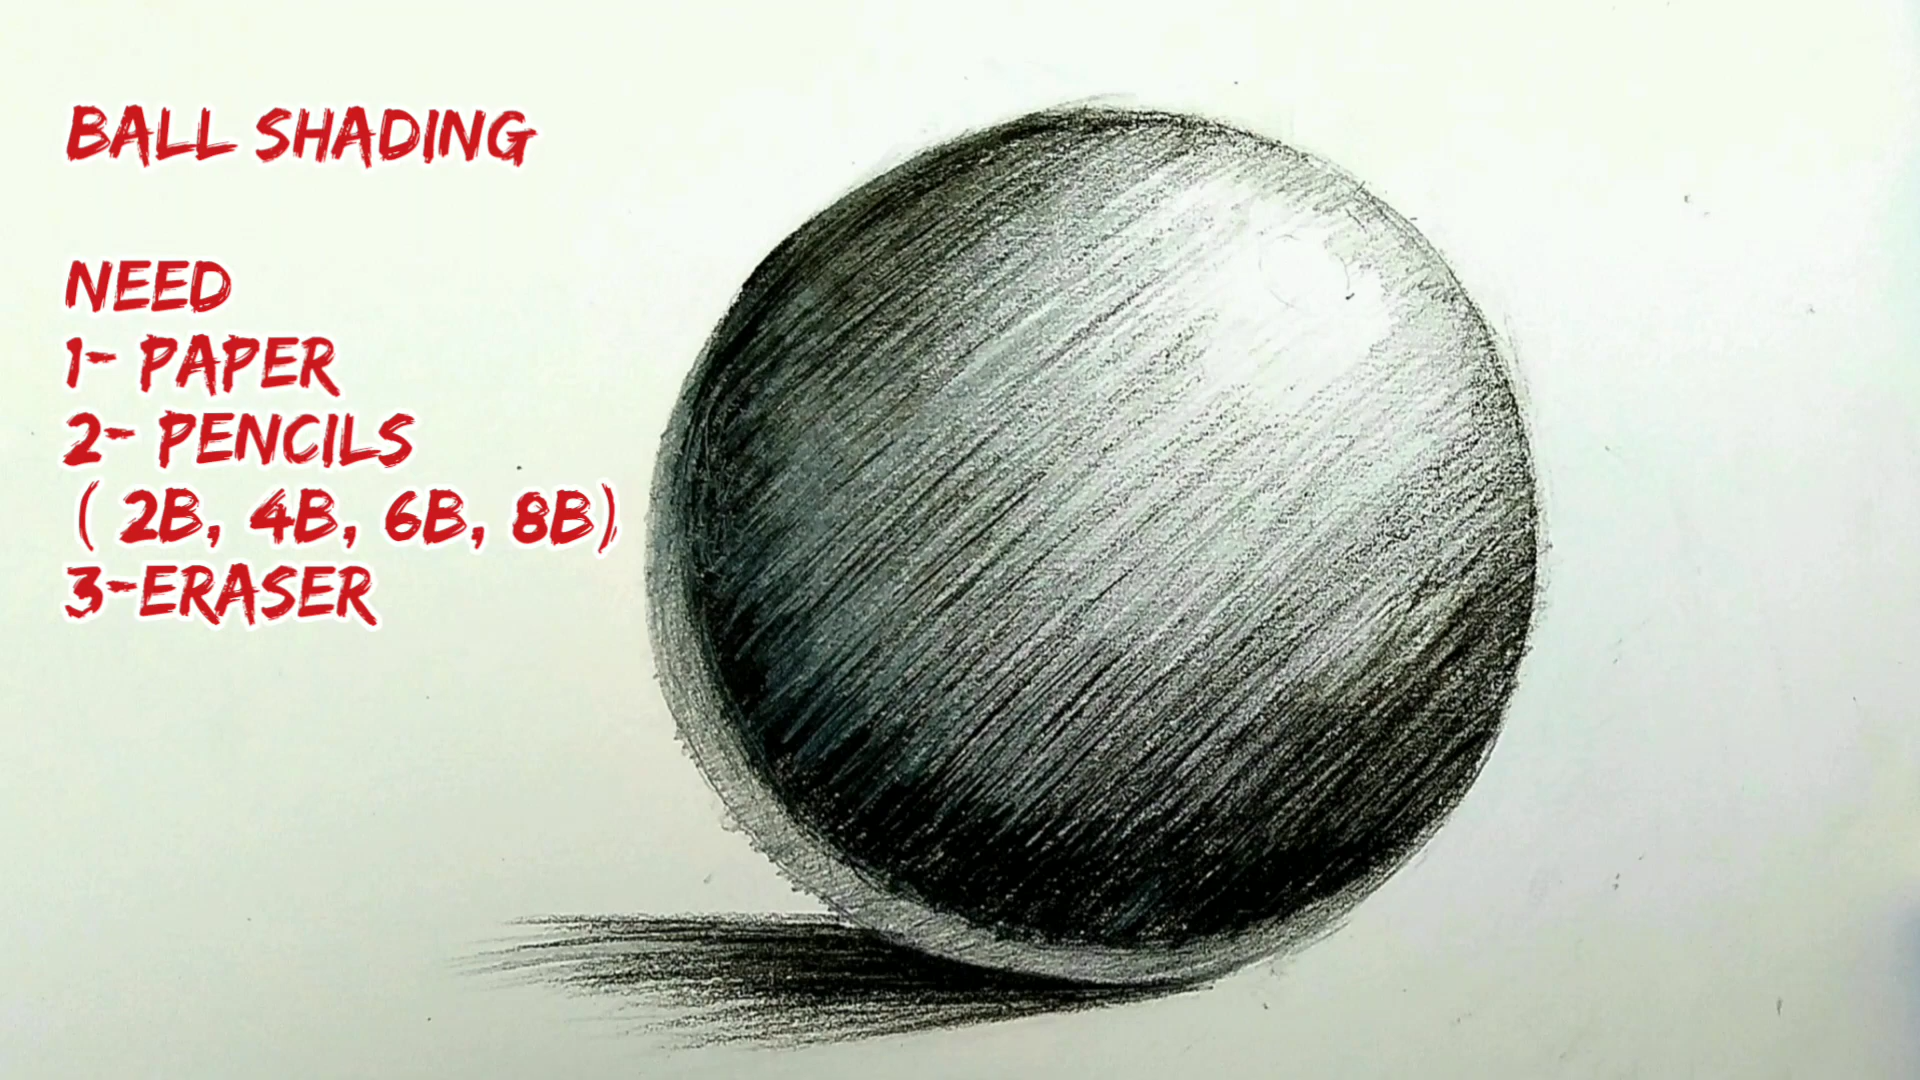 BALL SHADING
NEED
1- PAPER
2- PENCILS
( 2B, 4B, 6B, 8B)
3-ERASER